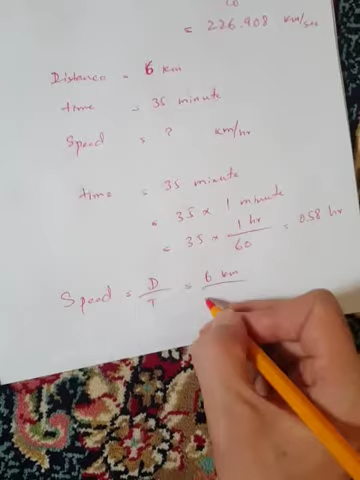 10
= 226.908 km/sec
Distance = 6 km
time = 35 minute
Speed = ? km/hr
time = 35 minute
= 35 × 1 minute
= 35 × 1 hr / 60 = 0.58 hr
Speed = D / T = 6 km